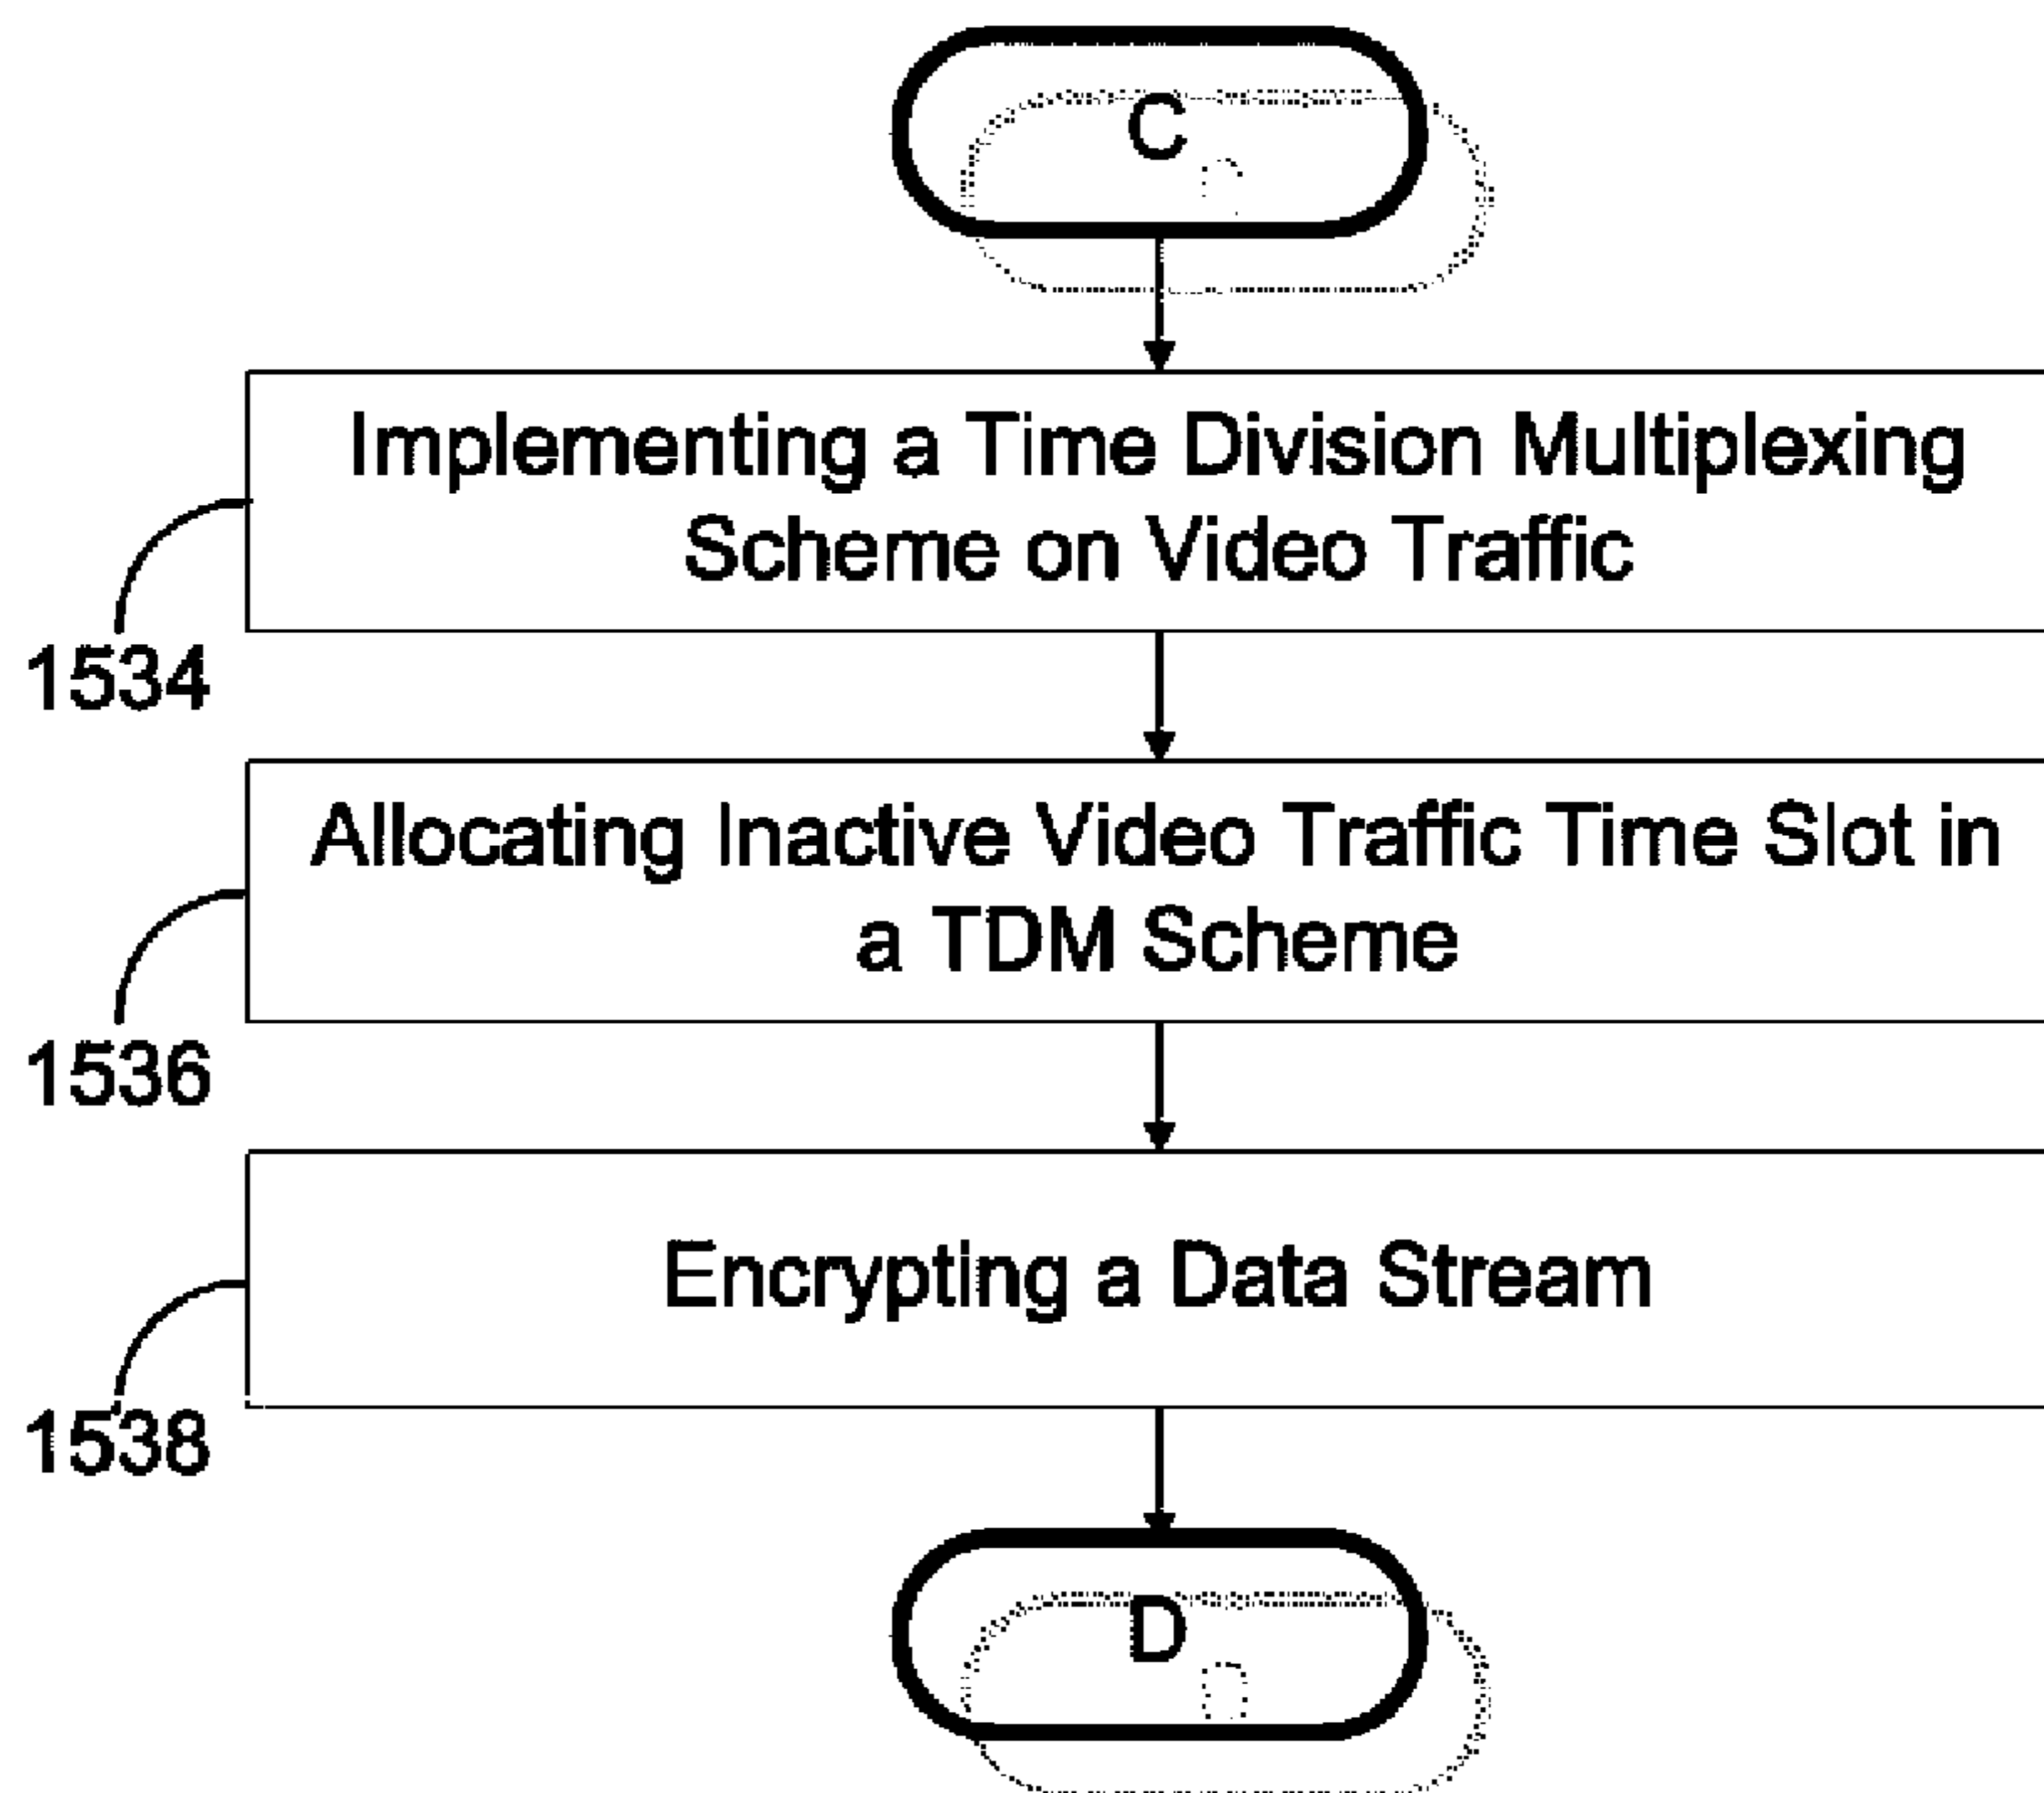 C
Implementing a Time Division Multiplexing
Scheme on Video Traffic
1534
Allocating Inactive Video Traffic Time Slot in
a TDM Scheme
1536
Encrypting a Data Stream
1538
D